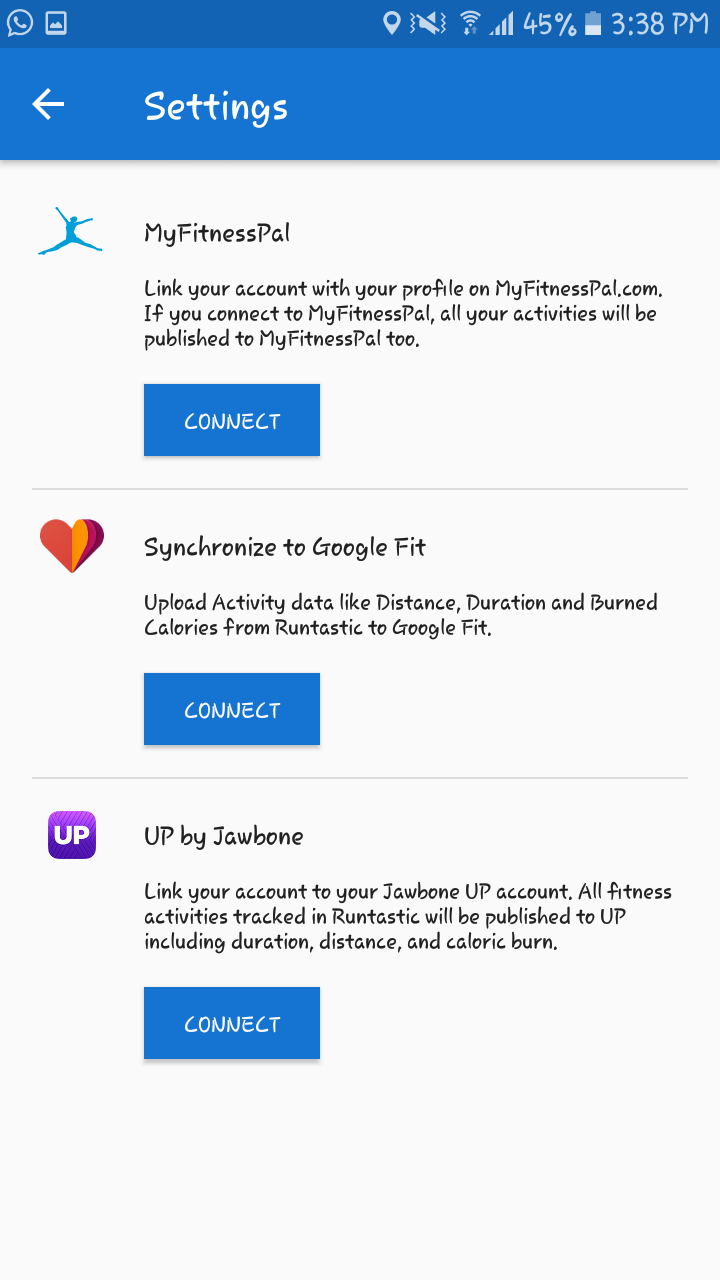 45% 3:38 PM
Settings
MyFitnessPal
Link your account with your profile on MyFitnessPal.com.
If you connect to MyFitnessPal, all your activities will be
published to MyFitnessPal too.
CONNECT
Synchronize to Google Fit
Upload Activity data like Distance, Duration and Burned
Calories from Runtastic to Google Fit.
CONNECT
UP
UP by Jawbone
Link your account to your Jawbone UP account. All fitness
activities tracked in Runtastic will be published to UP
including duration, distance, and caloric burn.
CONNECT